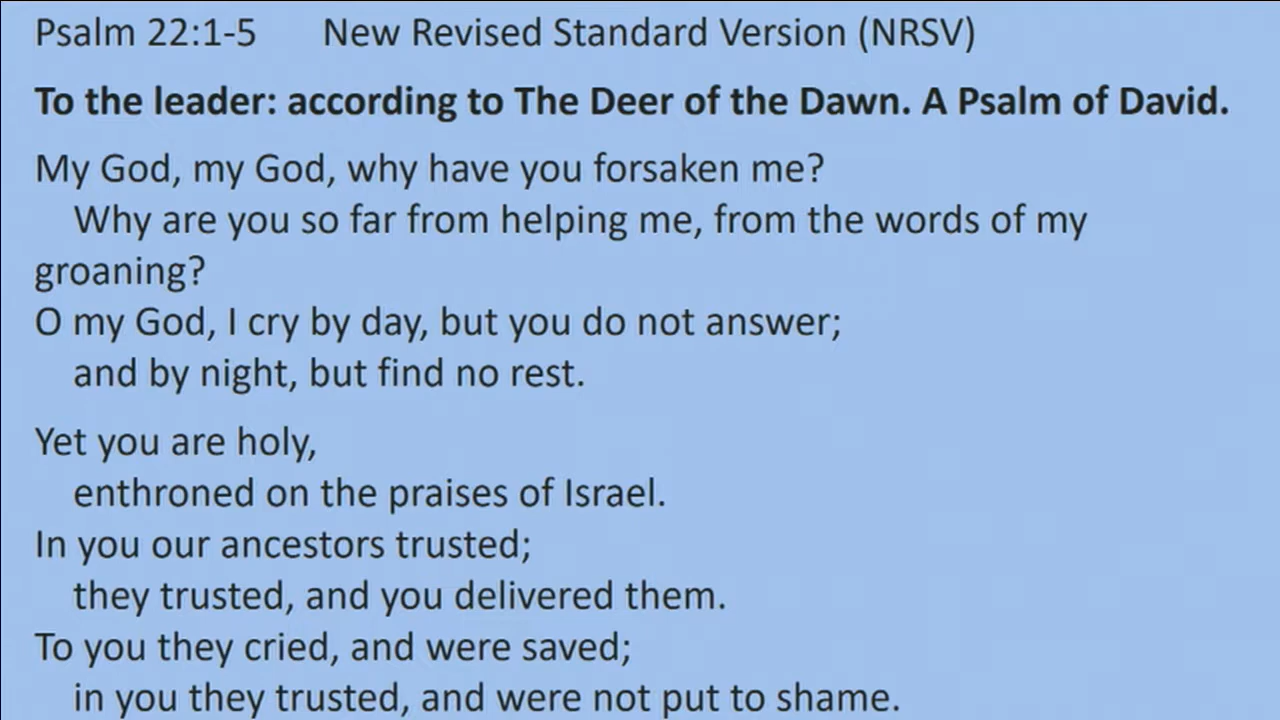 Psalm 22:1-5 New Revised Standard Version (NRSV)
To the leader: according to The Deer of the Dawn. A Psalm of David.
My God, my God, why have you forsaken me?
Why are you so far from helping me, from the words of my
groaning?
O my God, I cry by day, but you do not answer;
and by night, but find no rest.
Yet you are holy,
enthroned on the praises of Israel.
In you our ancestors trusted;
they trusted, and you delivered them.
To you they cried, and were saved;
in you they trusted, and were not put to shame.